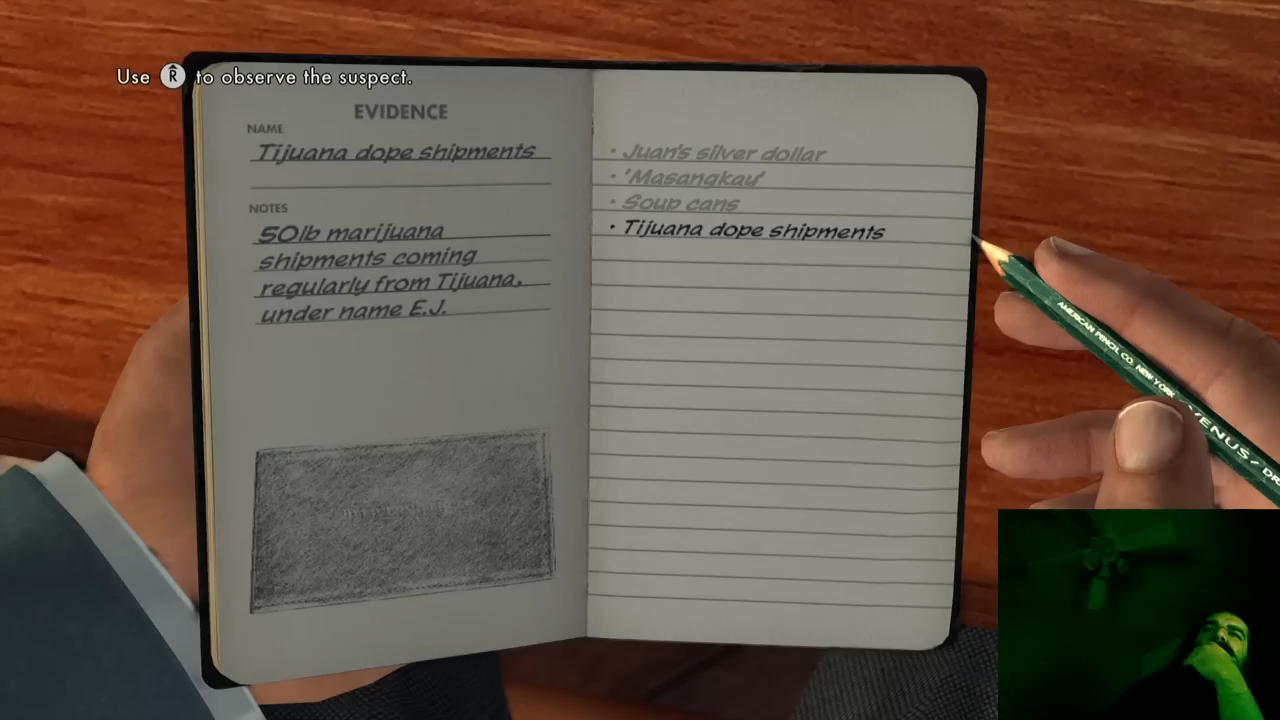 Use R to observe the suspect.
EVIDENCE
NAME
Tijuana dope shipments
NOTES
50lb marijuana
shipments coming
regularly from Tijuana,
under name E.J.
• Juan's silver dollar
• 'Masangkay'
• Soup cans
• Tijuana dope shipments
AMERICAN PENCIL CO. NEW YORK
VENUS / DR